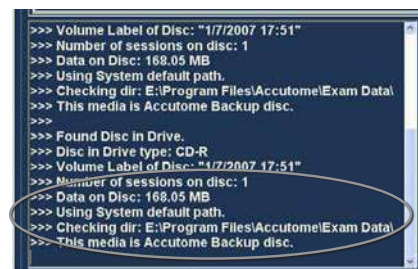 >>> Volume Label of Disc: "1/7/2007 17:51"
>>> Number of sessions on disc: 1
>>> Data on Disc: 168.05 MB
>>> Using System default path.
>>> Checking dir: E:\Program Files\Accutome\Exam Data\
>>> This media is Accutome Backup disc.
>>>
>>> Found Disc in Drive.
>>> Disc in Drive type: CD-R
>>> Volume Label of Disc: "1/7/2007 17:51"
>>> Number of sessions on disc: 1
>>> Data on Disc: 168.05 MB
>>> Using System default path.
>>> Checking dir: E:\Program Files\Accutome\Exam Data\
>>> This media is Accutome Backup disc.